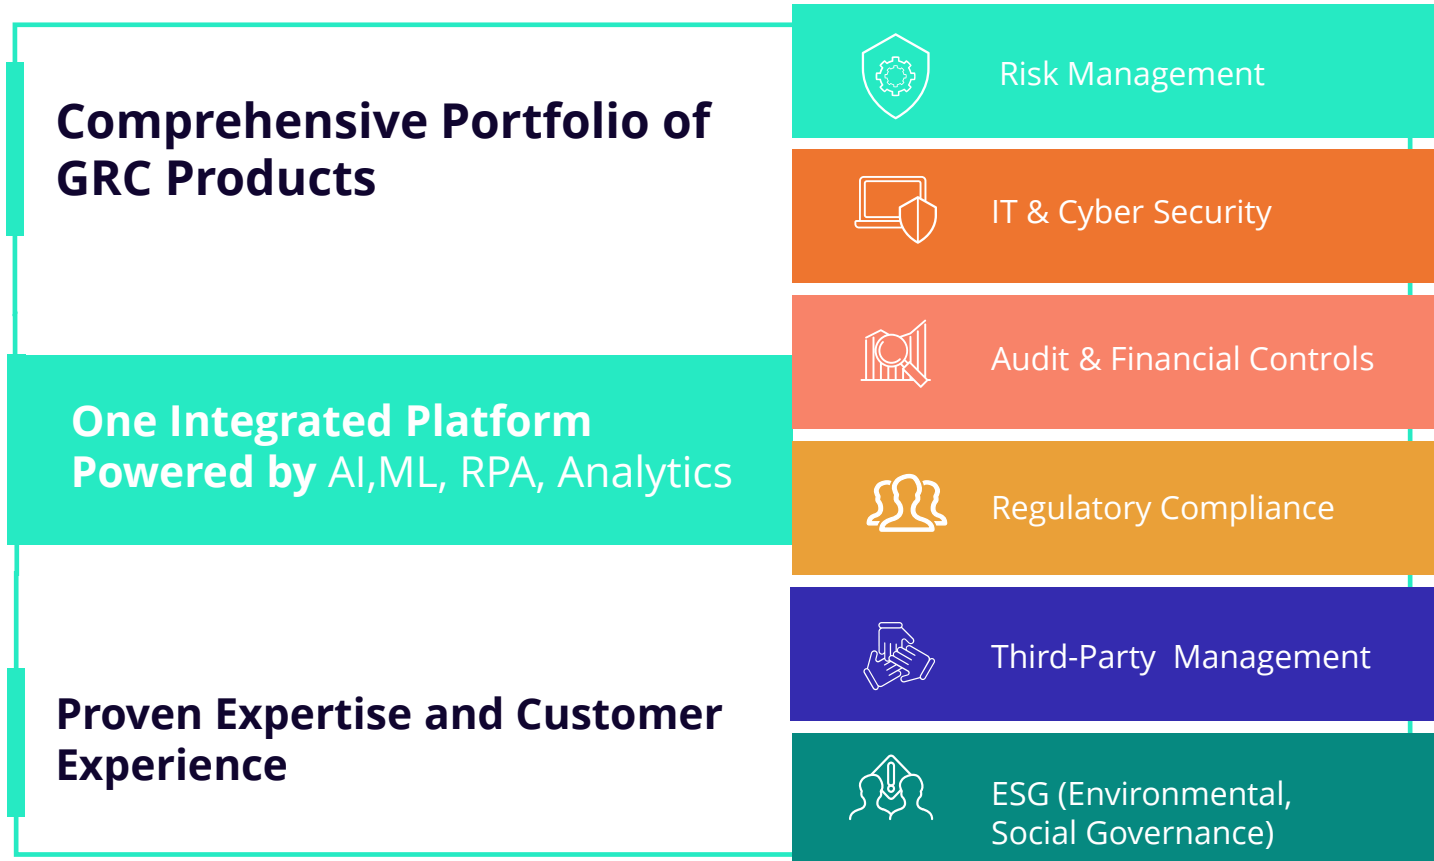 Comprehensive Portfolio of
GRC Products
One Integrated Platform
Powered by AI,ML, RPA, Analytics
Proven Expertise and Customer
Experience
Risk Management
IT & Cyber Security
Audit & Financial Controls
Regulatory Compliance
Third-Party  Management
ESG (Environmental,
Social Governance)